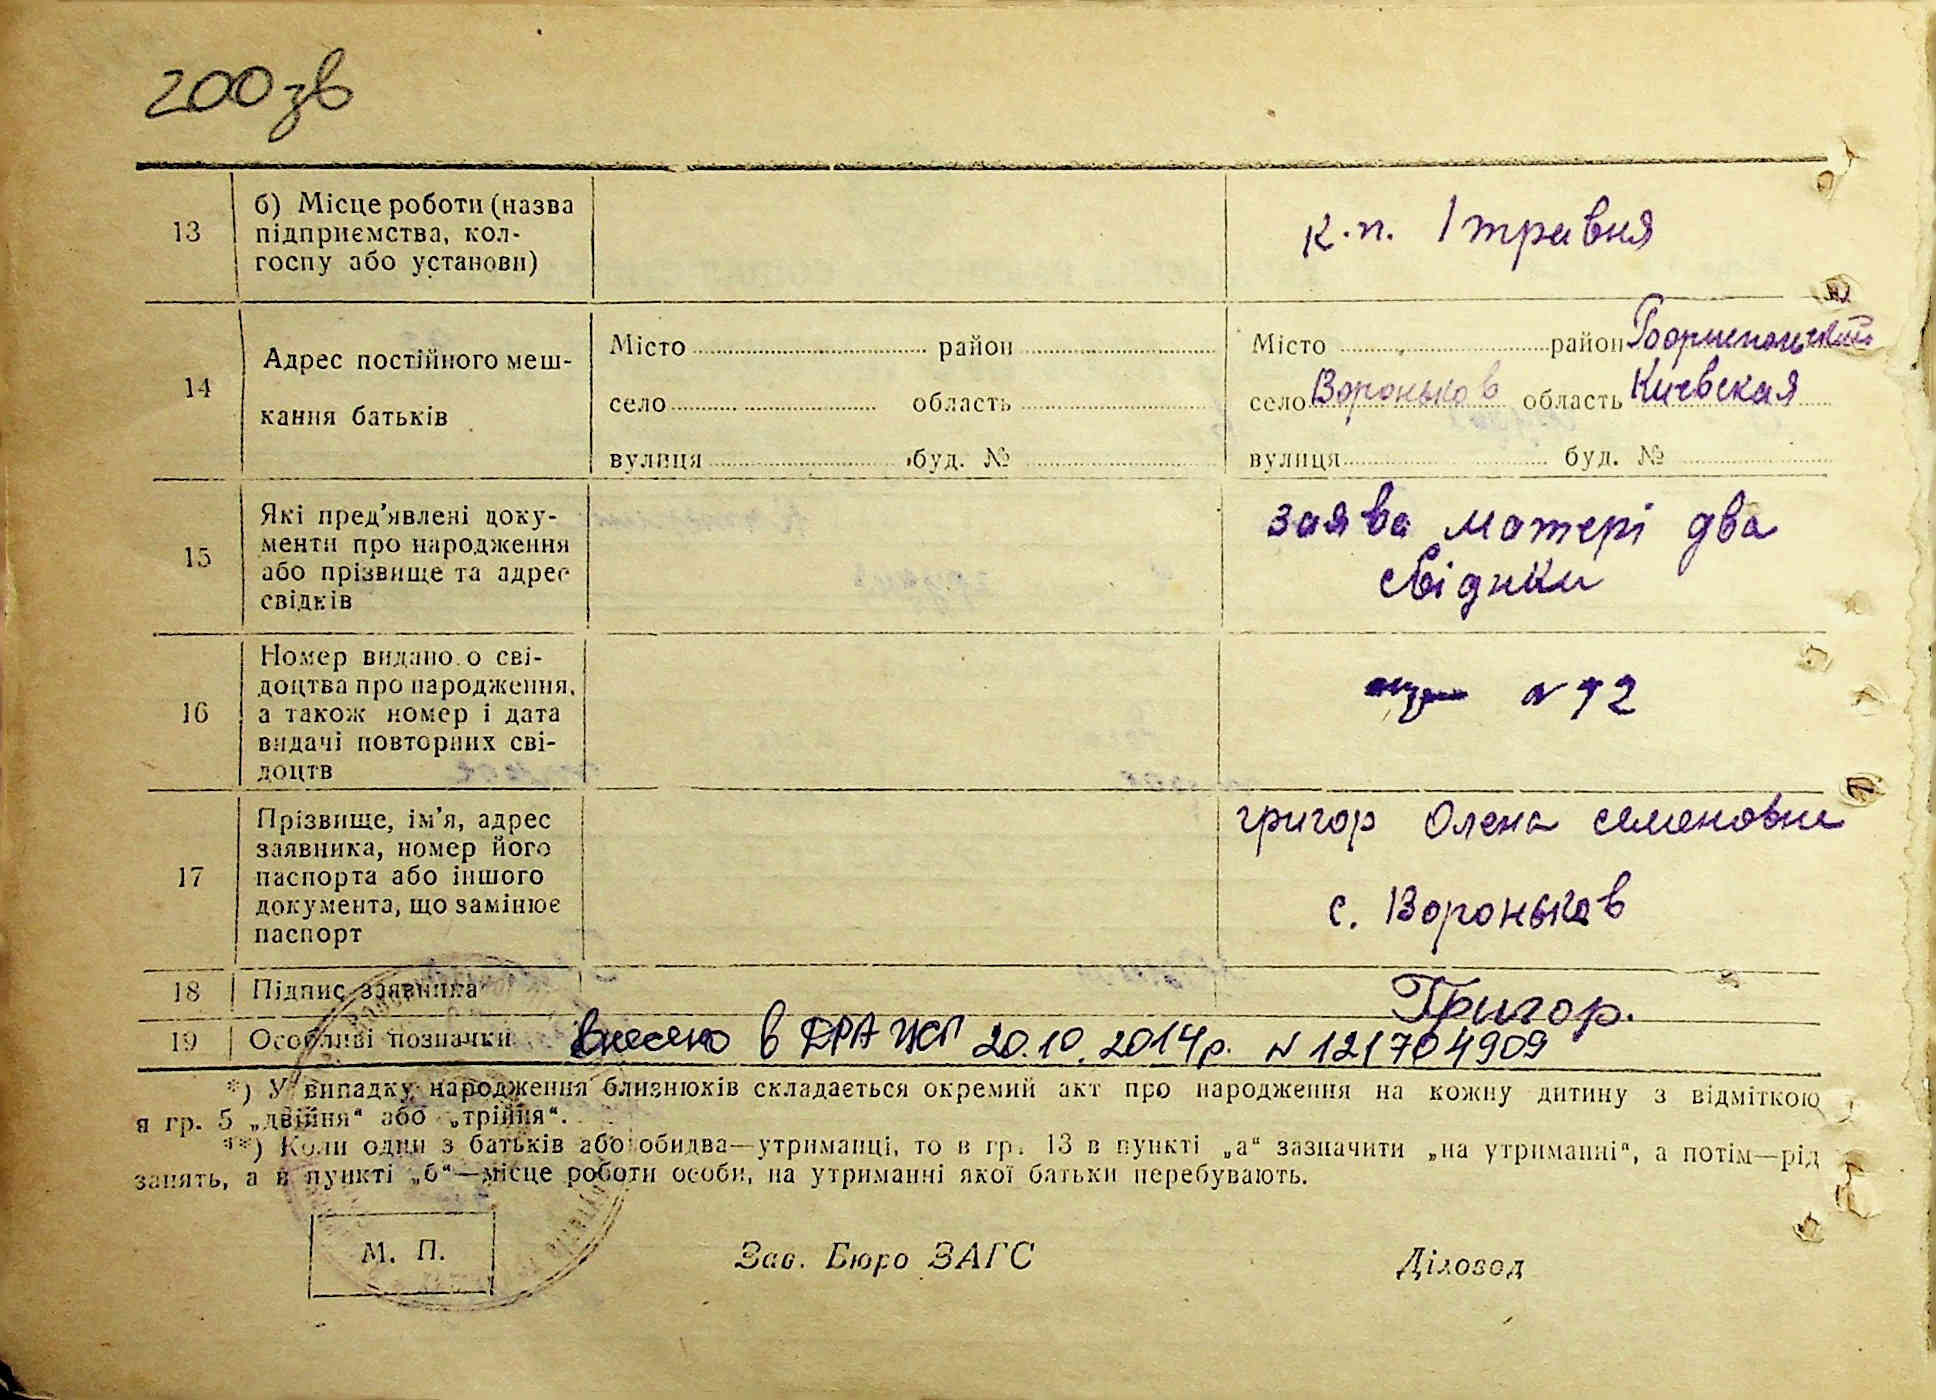 200зв
13
б) Місце роботи (назва
підприємства, кол-
госпу або установи)
к.п. 1 травня
14
Адрес постійного меш-
кання батьків
Місто район
село область
вулиця буд. №
Місто район Бориспольский
село Вороньков область Киевская
вулиця буд. №
15
Які пред'явлені доку-
менти про народження
або прізвище та адрес
свідків
заява матері два
свідики
16
Номер видано о сві-
доцтва про народження,
а також номер і дата
видачі повторних сві-
доцтв
N 72
17
Прізвище, ім'я, адрес
заявника, номер його
паспорта або іншого
документа, що замінює
паспорт
григор Олена семеновна
с. Вороньков
18 Підпис заявника Григор.
19 Особливі позначки внесено в ДРАЦСГ 20.10.2014р. N 121704909
*) У випадку народження близнюків складається окремий акт про народження на кожну дитину з відміткою
я гр. 5 „двійня“ або „трійня“.
**) Коли один з батьків або обидва—утриманці, то в гр. 13 в пункті „а“ зазначити „на утриманні“, а потім—рід
занять, а в пункті „б“—місце роботи особи, на утриманні якої батьки перебувають.
М. П.
Зав. Бюро ЗАГС
Діловод